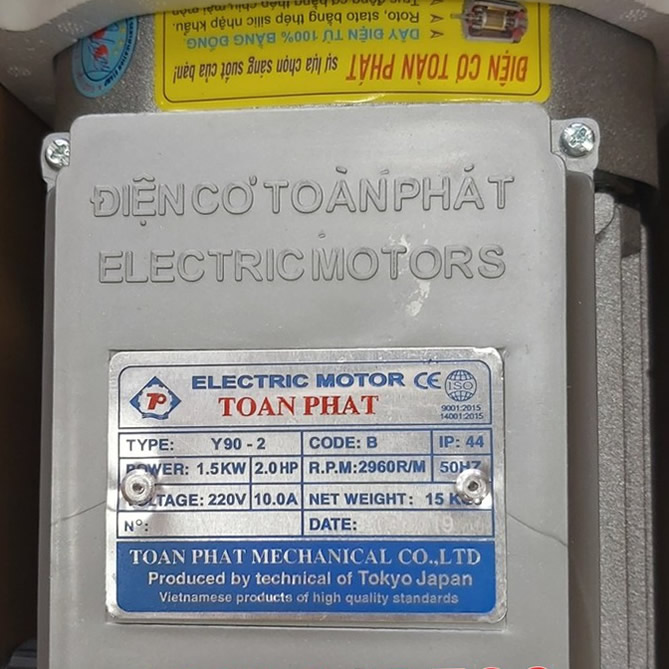 ĐIỆN CƠ TOÀN PHÁT sự lựa chọn sáng suốt của bạn!
DÂY ĐIỆN TỪ 100% BẰNG ĐỒNG
Roto, stato bằng thép silic nhập khẩu.
ĐIỆN CƠ TOÀN PHÁT
ELECTRIC MOTORS
TP ELECTRIC MOTOR CE ISO
TOAN PHAT 9001:2015
14001:2015
TYPE: Y90 - 2 CODE: B IP: 44
POWER: 1.5KW 2.0HP R.P.M:2960R/M 50HZ
VOLTAGE: 220V 10.0A NET WEIGHT: 15
Nº: DATE: 9
TOAN PHAT MECHANICAL CO.,LTD
Produced by technical of Tokyo Japan
Vietnamese products of high quality standards